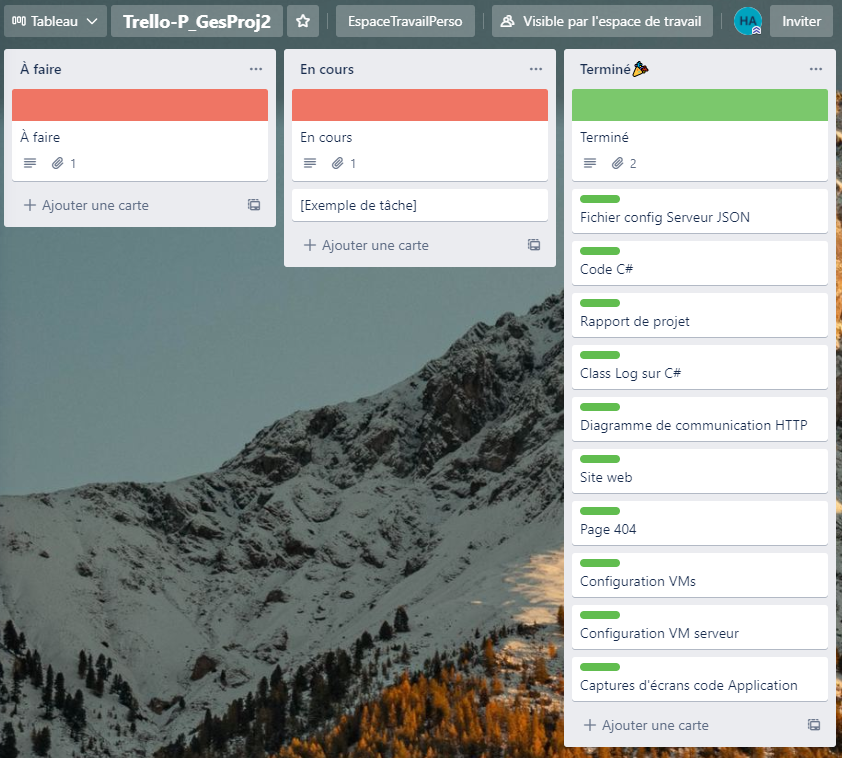 Tableau
Trello-P_GesProj2
EspaceTravailPerso
Visible par l'espace de travail
HA
Inviter
À faire
À faire
1
Ajouter une carte
En cours
En cours
1
[Exemple de tâche]
Ajouter une carte
Terminé🎉
Terminé
2
Fichier config Serveur JSON
Code C#
Rapport de projet
Class Log sur C#
Diagramme de communication HTTP
Site web
Page 404
Configuration VMs
Configuration VM serveur
Captures d'écrans code Application
Ajouter une carte